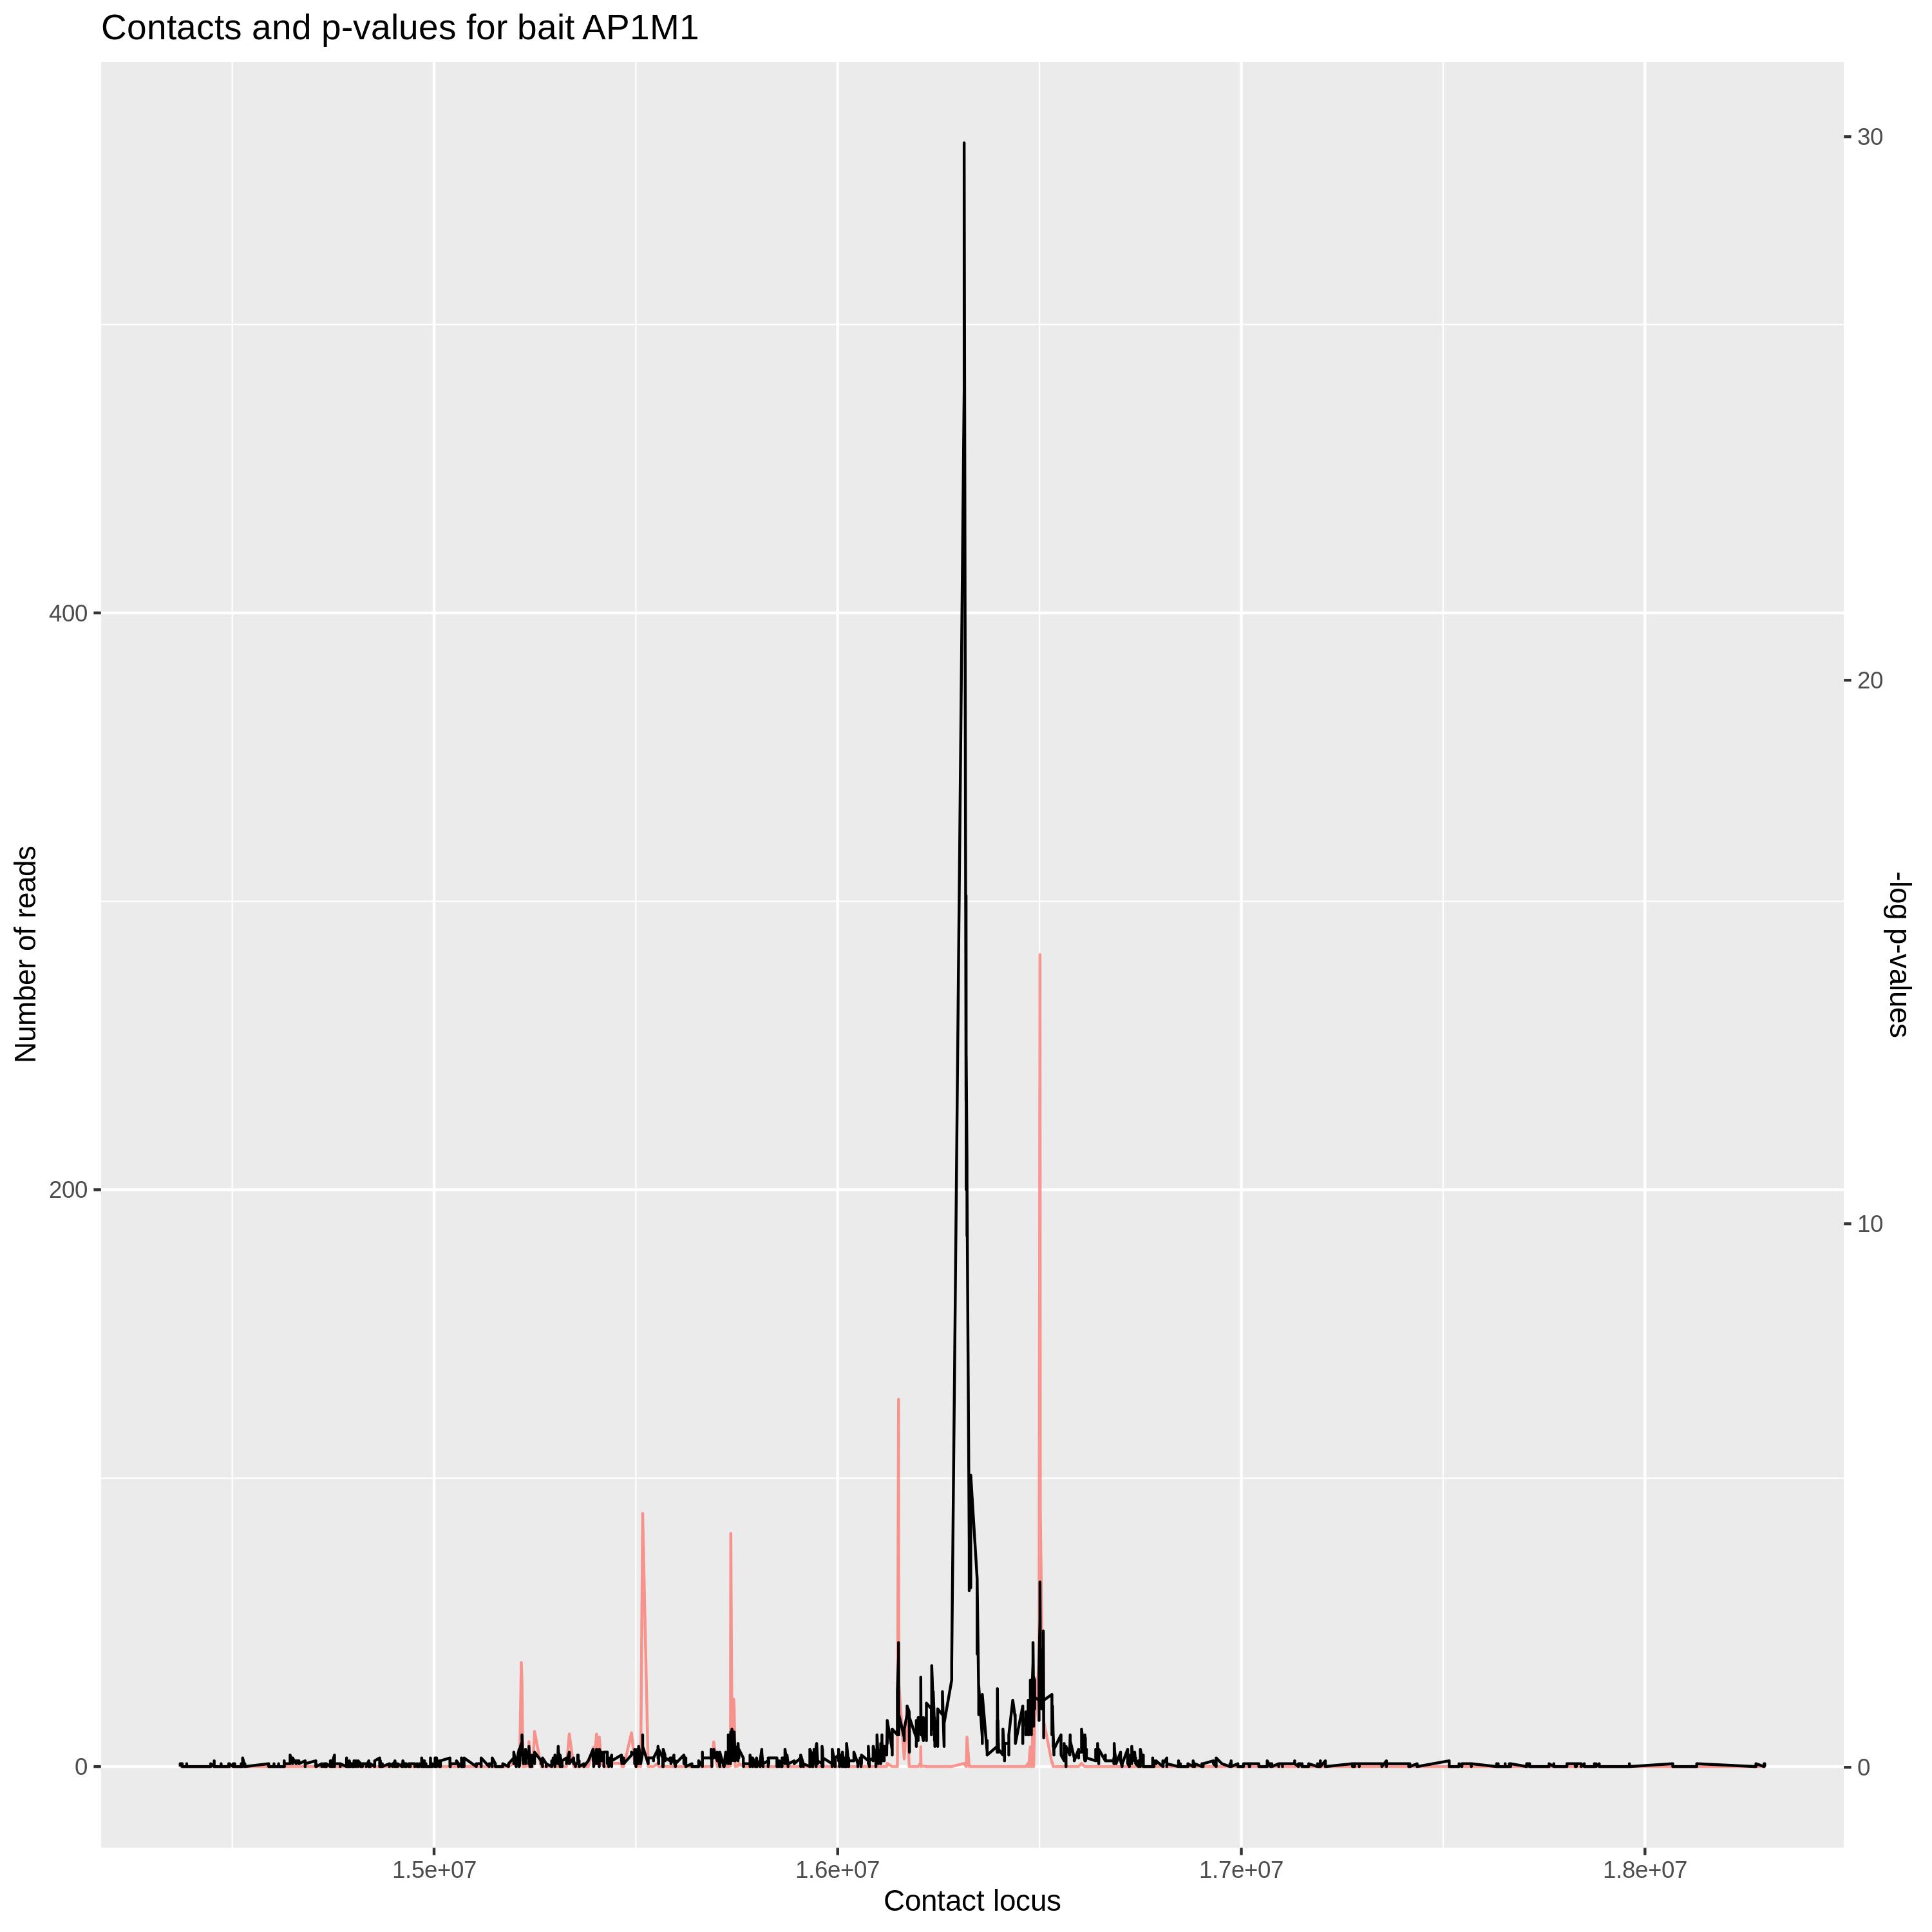 Contacts and p-values for bait AP1M1
Number of reads
400
200
0
30
20
10
0
-log p-values
1.5e+07
1.6e+07
1.7e+07
1.8e+07
Contact locus